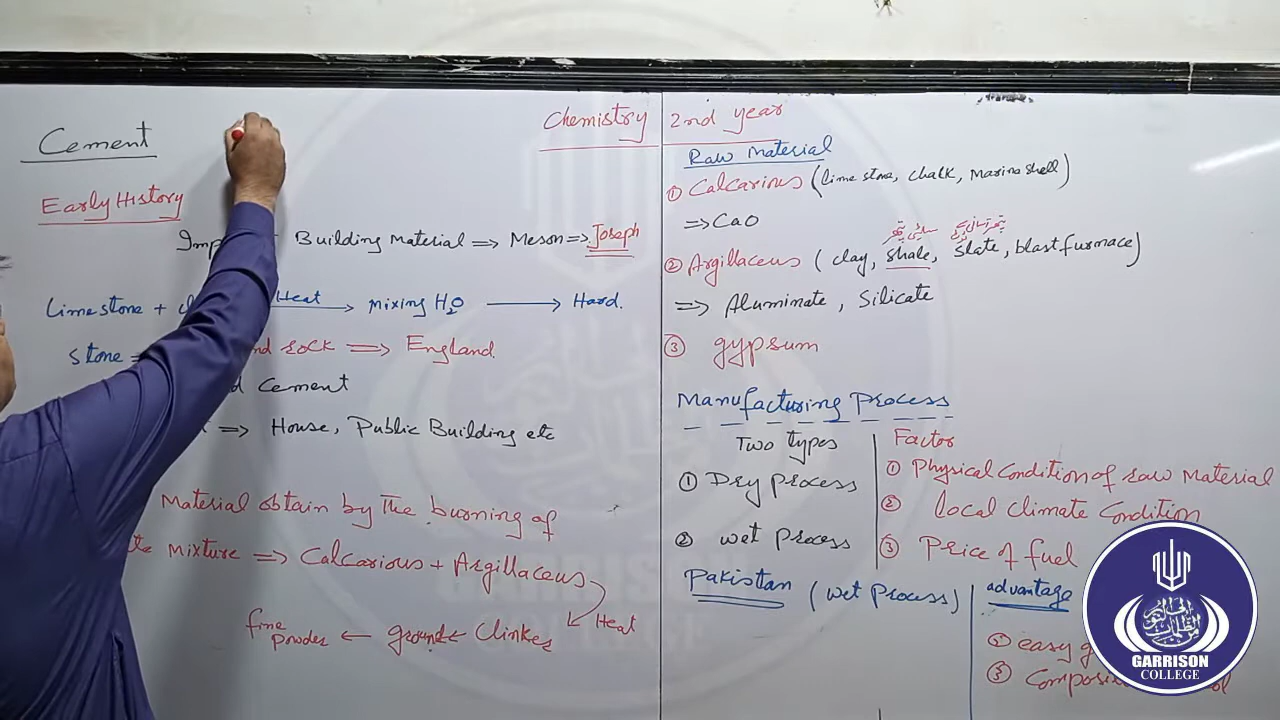 Chemistry 2nd year
Cement
Early History
Building Material ⇒ Meson ⇒ Joseph
limestone + Heat → mixing H₂O → Hard.
stone = rock ⇒ England
Cement
⇒ House, Public Building etc
Material obtain by the burning of
mixture ⇒ Calcarious + Argillaceus
Heat
fine powder ← ground ← Clinker
Raw Material
① Calcarious (lime stone, chalk, Marine shell)
⇒ CaO
② Argillaceus (clay, shale, slate, blast furnace)
⇒ Aluminate, Silicate
③ gypsum
Manufacturing Process
Two types
① Dry process
② wet process
Factor
① Physical Condition of raw Material
② local climate Condition
③ Price of fuel
Pakistan (wet process)
advantage
easy
③
GARRISON
COLLEGE